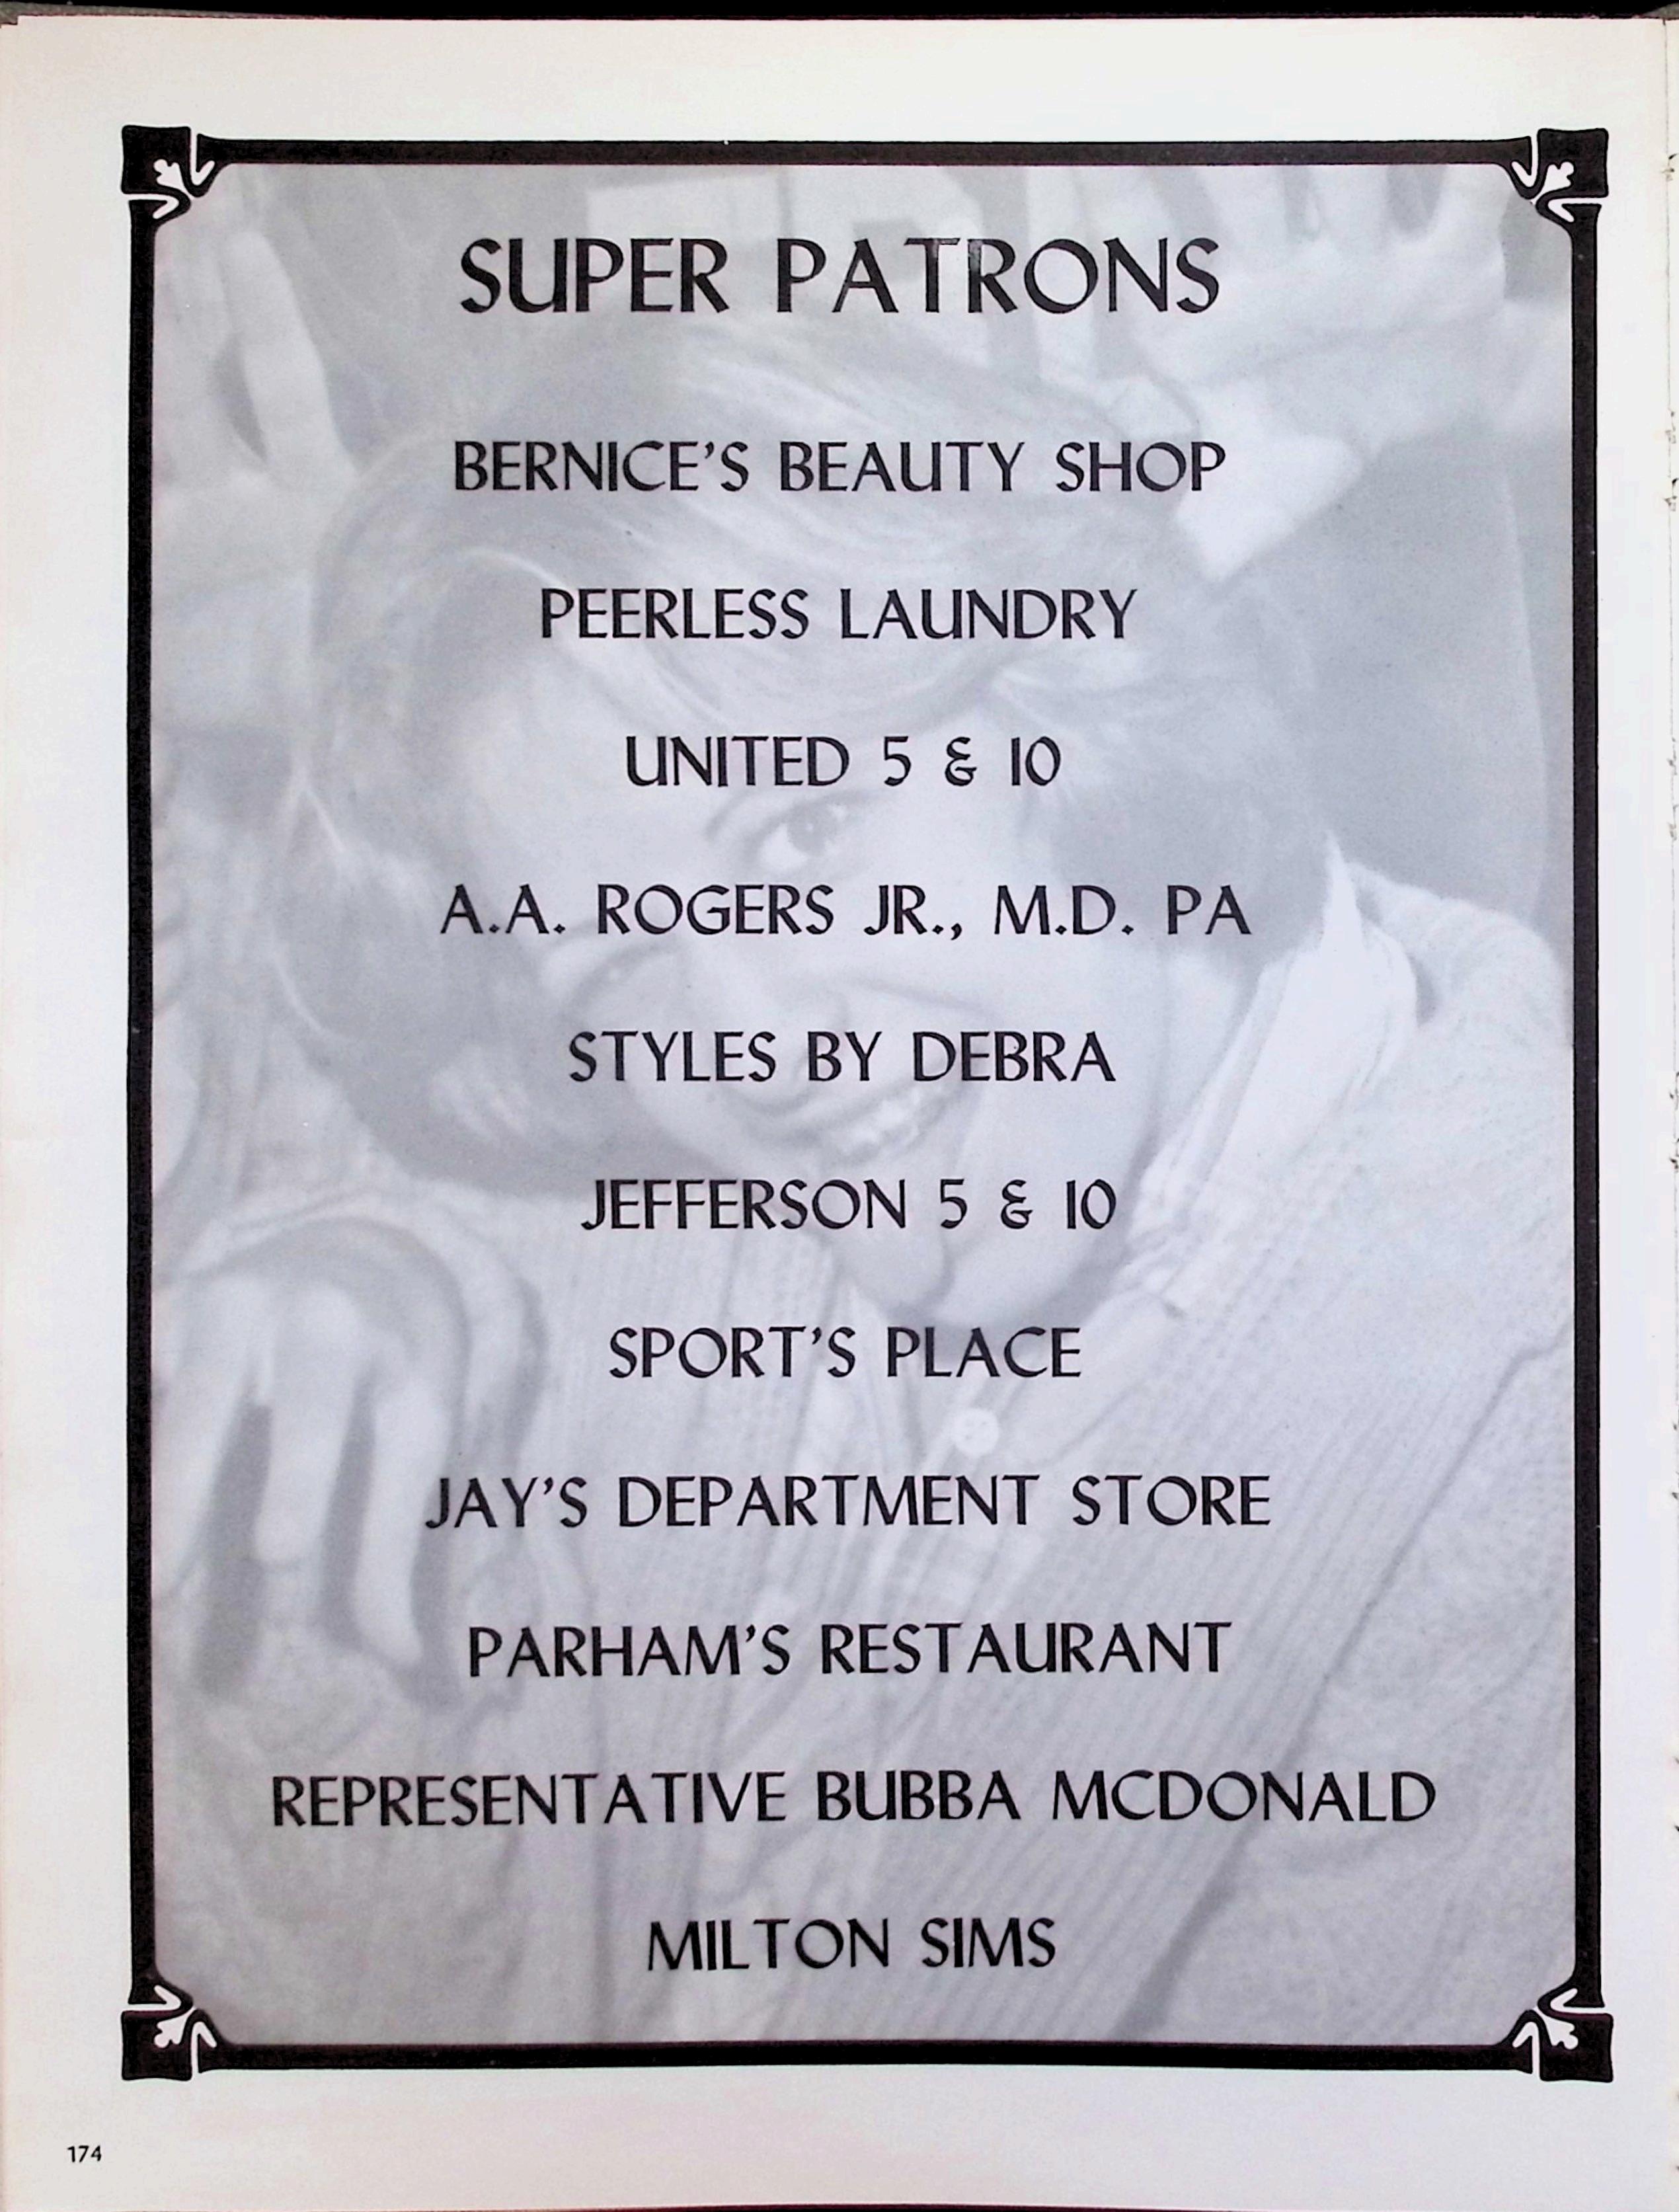 SUPER PATRONS
BERNICE'S BEAUTY SHOP
PEERLESS LAUNDRY
UNITED 5 & 10
A.A. ROGERS JR., M.D. PA
STYLES BY DEBRA
JEFFERSON 5 & 10
SPORT'S PLACE
JAY'S DEPARTMENT STORE
PARHAM'S RESTAURANT
REPRESENTATIVE BUBBA MCDONALD
MILTON SIMS
174